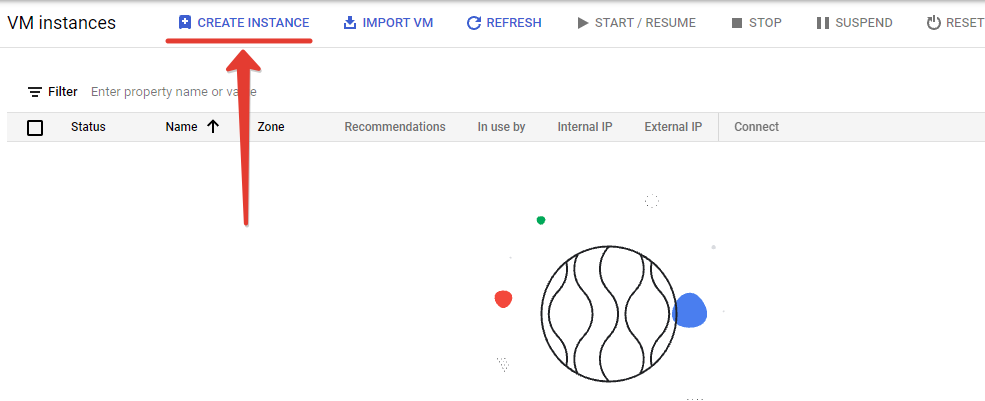 VM instances CREATE INSTANCE IMPORT VM REFRESH START / RESUME STOP SUSPEND RESET
Filter Enter property name or value
Status Name Zone Recommendations In use by Internal IP External IP Connect